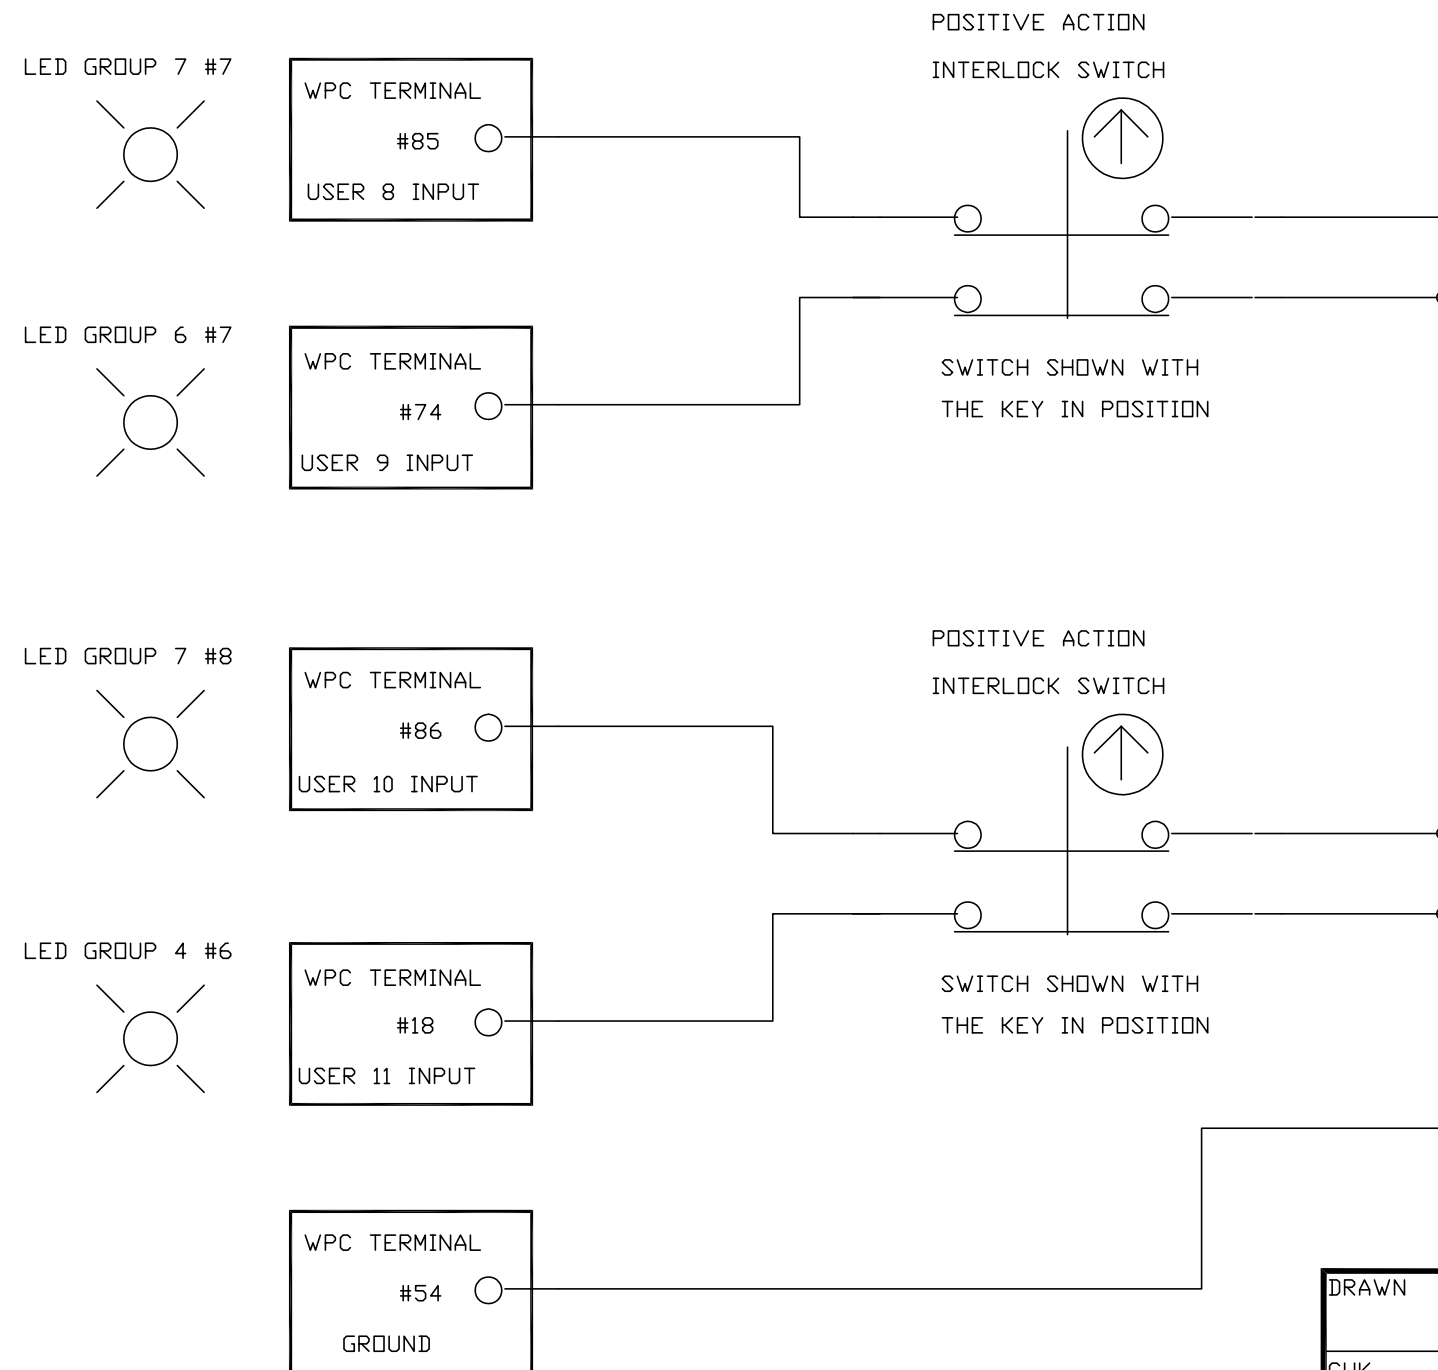 POSITIVE ACTION
INTERLOCK SWITCH
LED GROUP 7 #7
WPC TERMINAL
#85
USER 8 INPUT
LED GROUP 6 #7
WPC TERMINAL
#74
USER 9 INPUT
SWITCH SHOWN WITH
THE KEY IN POSITION
LED GROUP 7 #8
WPC TERMINAL
#86
USER 10 INPUT
POSITIVE ACTION
INTERLOCK SWITCH
LED GROUP 4 #6
WPC TERMINAL
#18
USER 11 INPUT
SWITCH SHOWN WITH
THE KEY IN POSITION
WPC TERMINAL
#54
GROUND
DRAWN